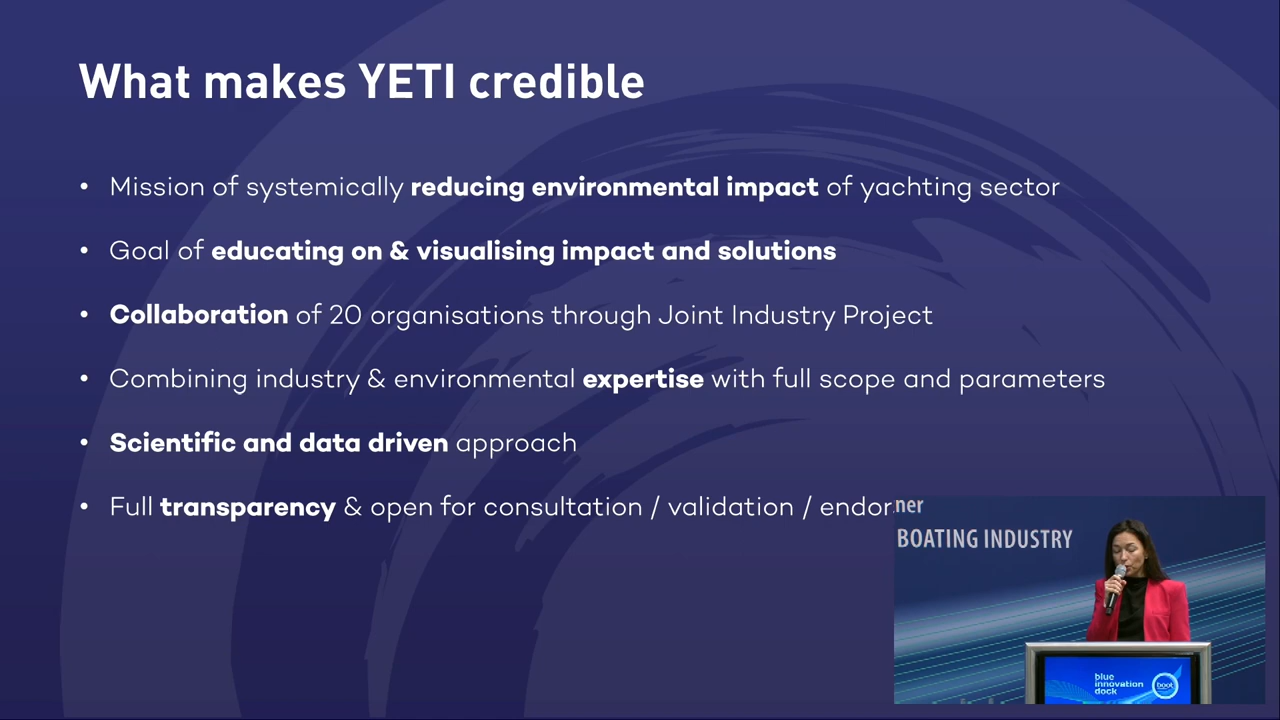 What makes YETI credible
• Mission of systemically reducing environmental impact of yachting sector
• Goal of educating on & visualising impact and solutions
• Collaboration of 20 organisations through Joint Industry Project
• Combining industry & environmental expertise with full scope and parameters
• Scientific and data driven approach
• Full transparency & open for consultation / validation /
BOATING INDUSTRY
blue
innovation
dock
boot